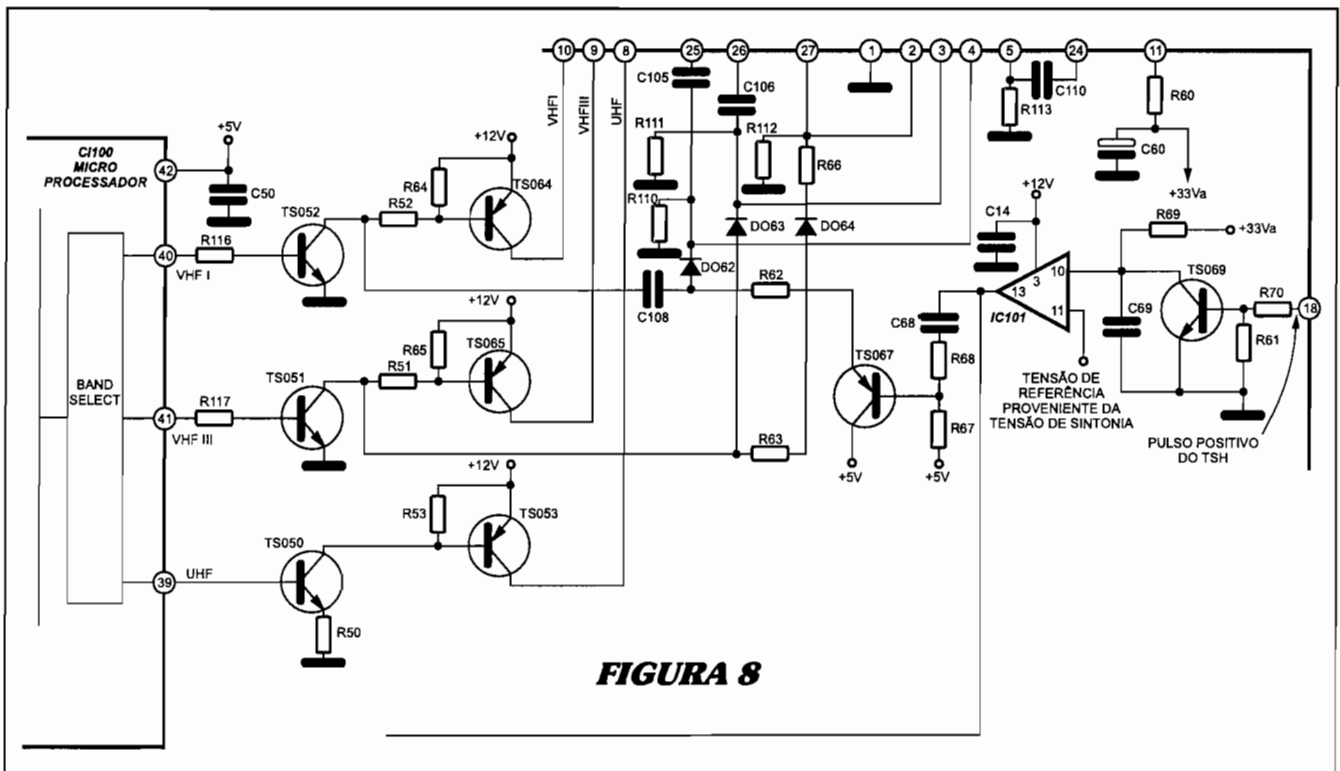 10 9 8 25 26 27 1 2 3 4 5 24 11
C105
C106
C110
R113
R60
C60
+33Va
VHFI
VHFIII
UHF
R111
R112
R66
R110
+12V
+5V
CI100
MICRO
PROCESSADOR
42
C50
R64
TS064
TS052
R52
40
R116
VHF I
DO63
DO64
DO62
C108
R62
C14
+12V
R69
+33Va
TS069
10
3
13
11
IC101
C69
R70
18
R61
C68
R68
TS067
R67
+5V
+5V
TENSÃO DE
REFERÊNCIA
PROVENIENTE DA
TENSÃO DE SINTONIA
PULSO POSITIVO
DO TSH
+12V
R65
TS065
TS051
R51
BAND
SELECT
41
R117
VHF III
R63
+12V
R53
TS053
TS050
39
UHF
R50
FIGURA 8